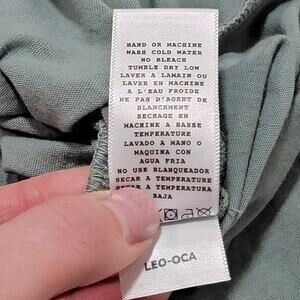 HAND OR MACHINE
WASH COLD WATER
NO BLEACH
TUMBLE DRY LOW
LAVER A LAMAIN OU
LAVER EN MACHINE
A L'EAU FROIDE
NE PAS D'AGENT DE
BLANCHMENT
SECHAGE EN
MACHINE A BASSE
TEMPERATURE
LAVADO A MANO O
MAQUINA CON
AGUA FRIA
NO USE BLANQUEADOR
SECAR A TEMPERATURE
SECAR A TEMPERATURA
BAJA
LEO-OCA